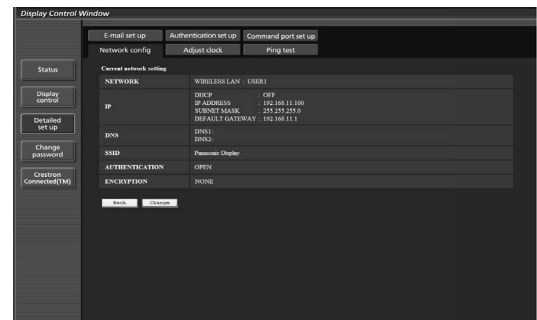 Display Control Window
E-mail set up Authentication set up Command port set up
Network config Adjust clock Ping test
Status
Display
control
Detailed
set up
Change
password
Crestron
Connected(TM)
Current network setting
NETWORK WIRELESS LAN : USER1
IP
DHCP : OFF
IP ADDRESS : 192.168.11.100
SUBNET MASK : 255.255.255.0
DEFAULT GATEWAY : 192.168.11.1
DNS
DNS1:
DNS2:
SSID Panasonic Display
AUTHENTICATION OPEN
ENCRYPTION NONE
Back Change